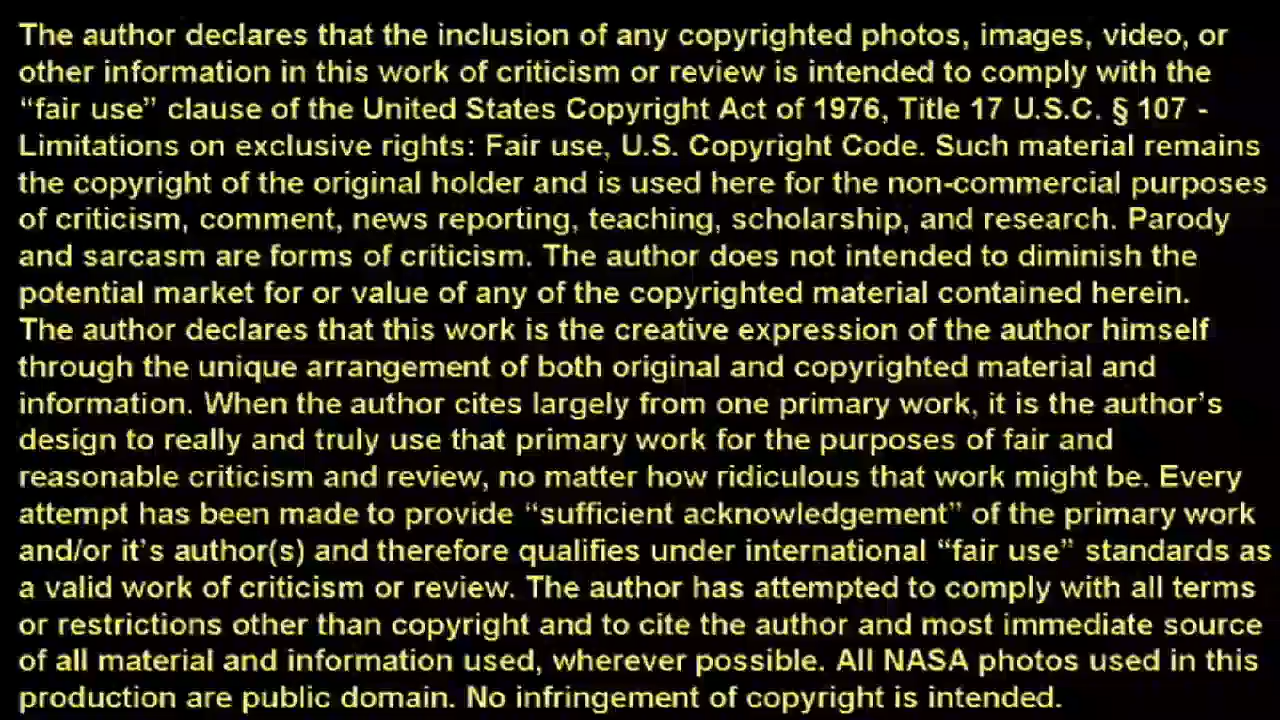 The author declares that the inclusion of any copyrighted photos, images, video, or
other information in this work of criticism or review is intended to comply with the
“fair use” clause of the United States Copyright Act of 1976, Title 17 U.S.C. § 107 -
Limitations on exclusive rights: Fair use, U.S. Copyright Code. Such material remains
the copyright of the original holder and is used here for the non-commercial purposes
of criticism, comment, news reporting, teaching, scholarship, and research. Parody
and sarcasm are forms of criticism. The author does not intended to diminish the
potential market for or value of any of the copyrighted material contained herein.
The author declares that this work is the creative expression of the author himself
through the unique arrangement of both original and copyrighted material and
information. When the author cites largely from one primary work, it is the author’s
design to really and truly use that primary work for the purposes of fair and
reasonable criticism and review, no matter how ridiculous that work might be. Every
attempt has been made to provide “sufficient acknowledgement” of the primary work
and/or it’s author(s) and therefore qualifies under international “fair use” standards as
a valid work of criticism or review. The author has attempted to comply with all terms
or restrictions other than copyright and to cite the author and most immediate source
of all material and information used, wherever possible. All NASA photos used in this
production are public domain. No infringement of copyright is intended.